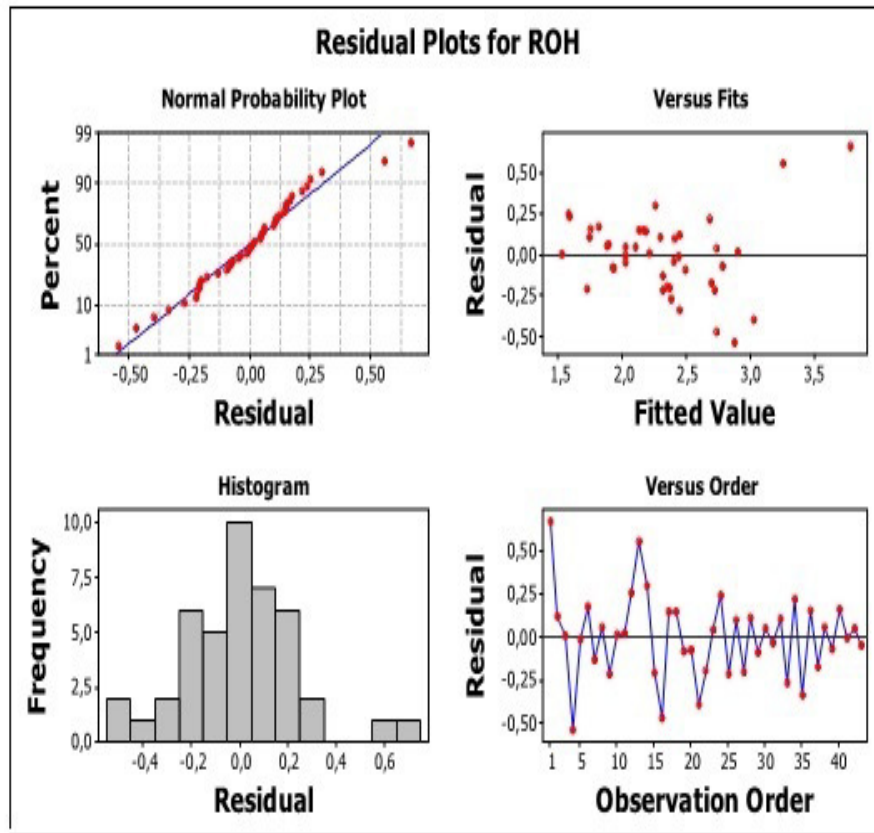 Residual Plots for ROH
Normal Probability Plot
Percent
99
90
50
10
1
-0,50 -0,25 0,00 0,25 0,50
Residual
Versus Fits
Residual
0,50
0,25
0,00
-0,25
-0,50
1,5 2,0 2,5 3,0 3,5
Fitted Value
Histogram
Frequency
10,0
7,5
5,0
2,5
0,0
-0,4 -0,2 0,0 0,2 0,4 0,6
Residual
Versus Order
Residual
0,50
0,25
0,00
-0,25
-0,50
1 5 10 15 20 25 30 35 40
Observation Order